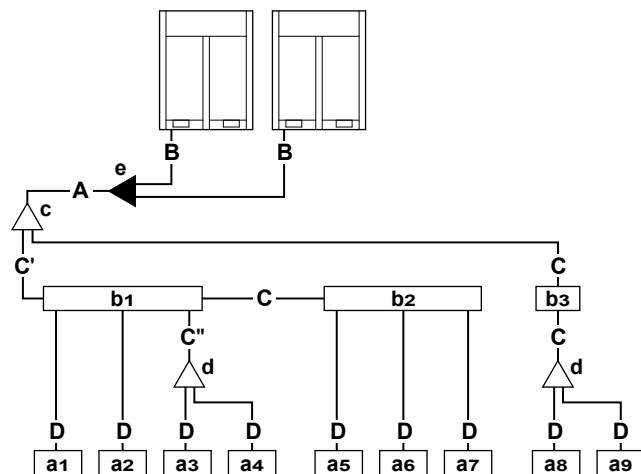 B B
e
A
c
C' C
b1 C b2 b3
C" C
d d
D D D D D D D D D
a1 a2 a3 a4 a5 a6 a7 a8 a9